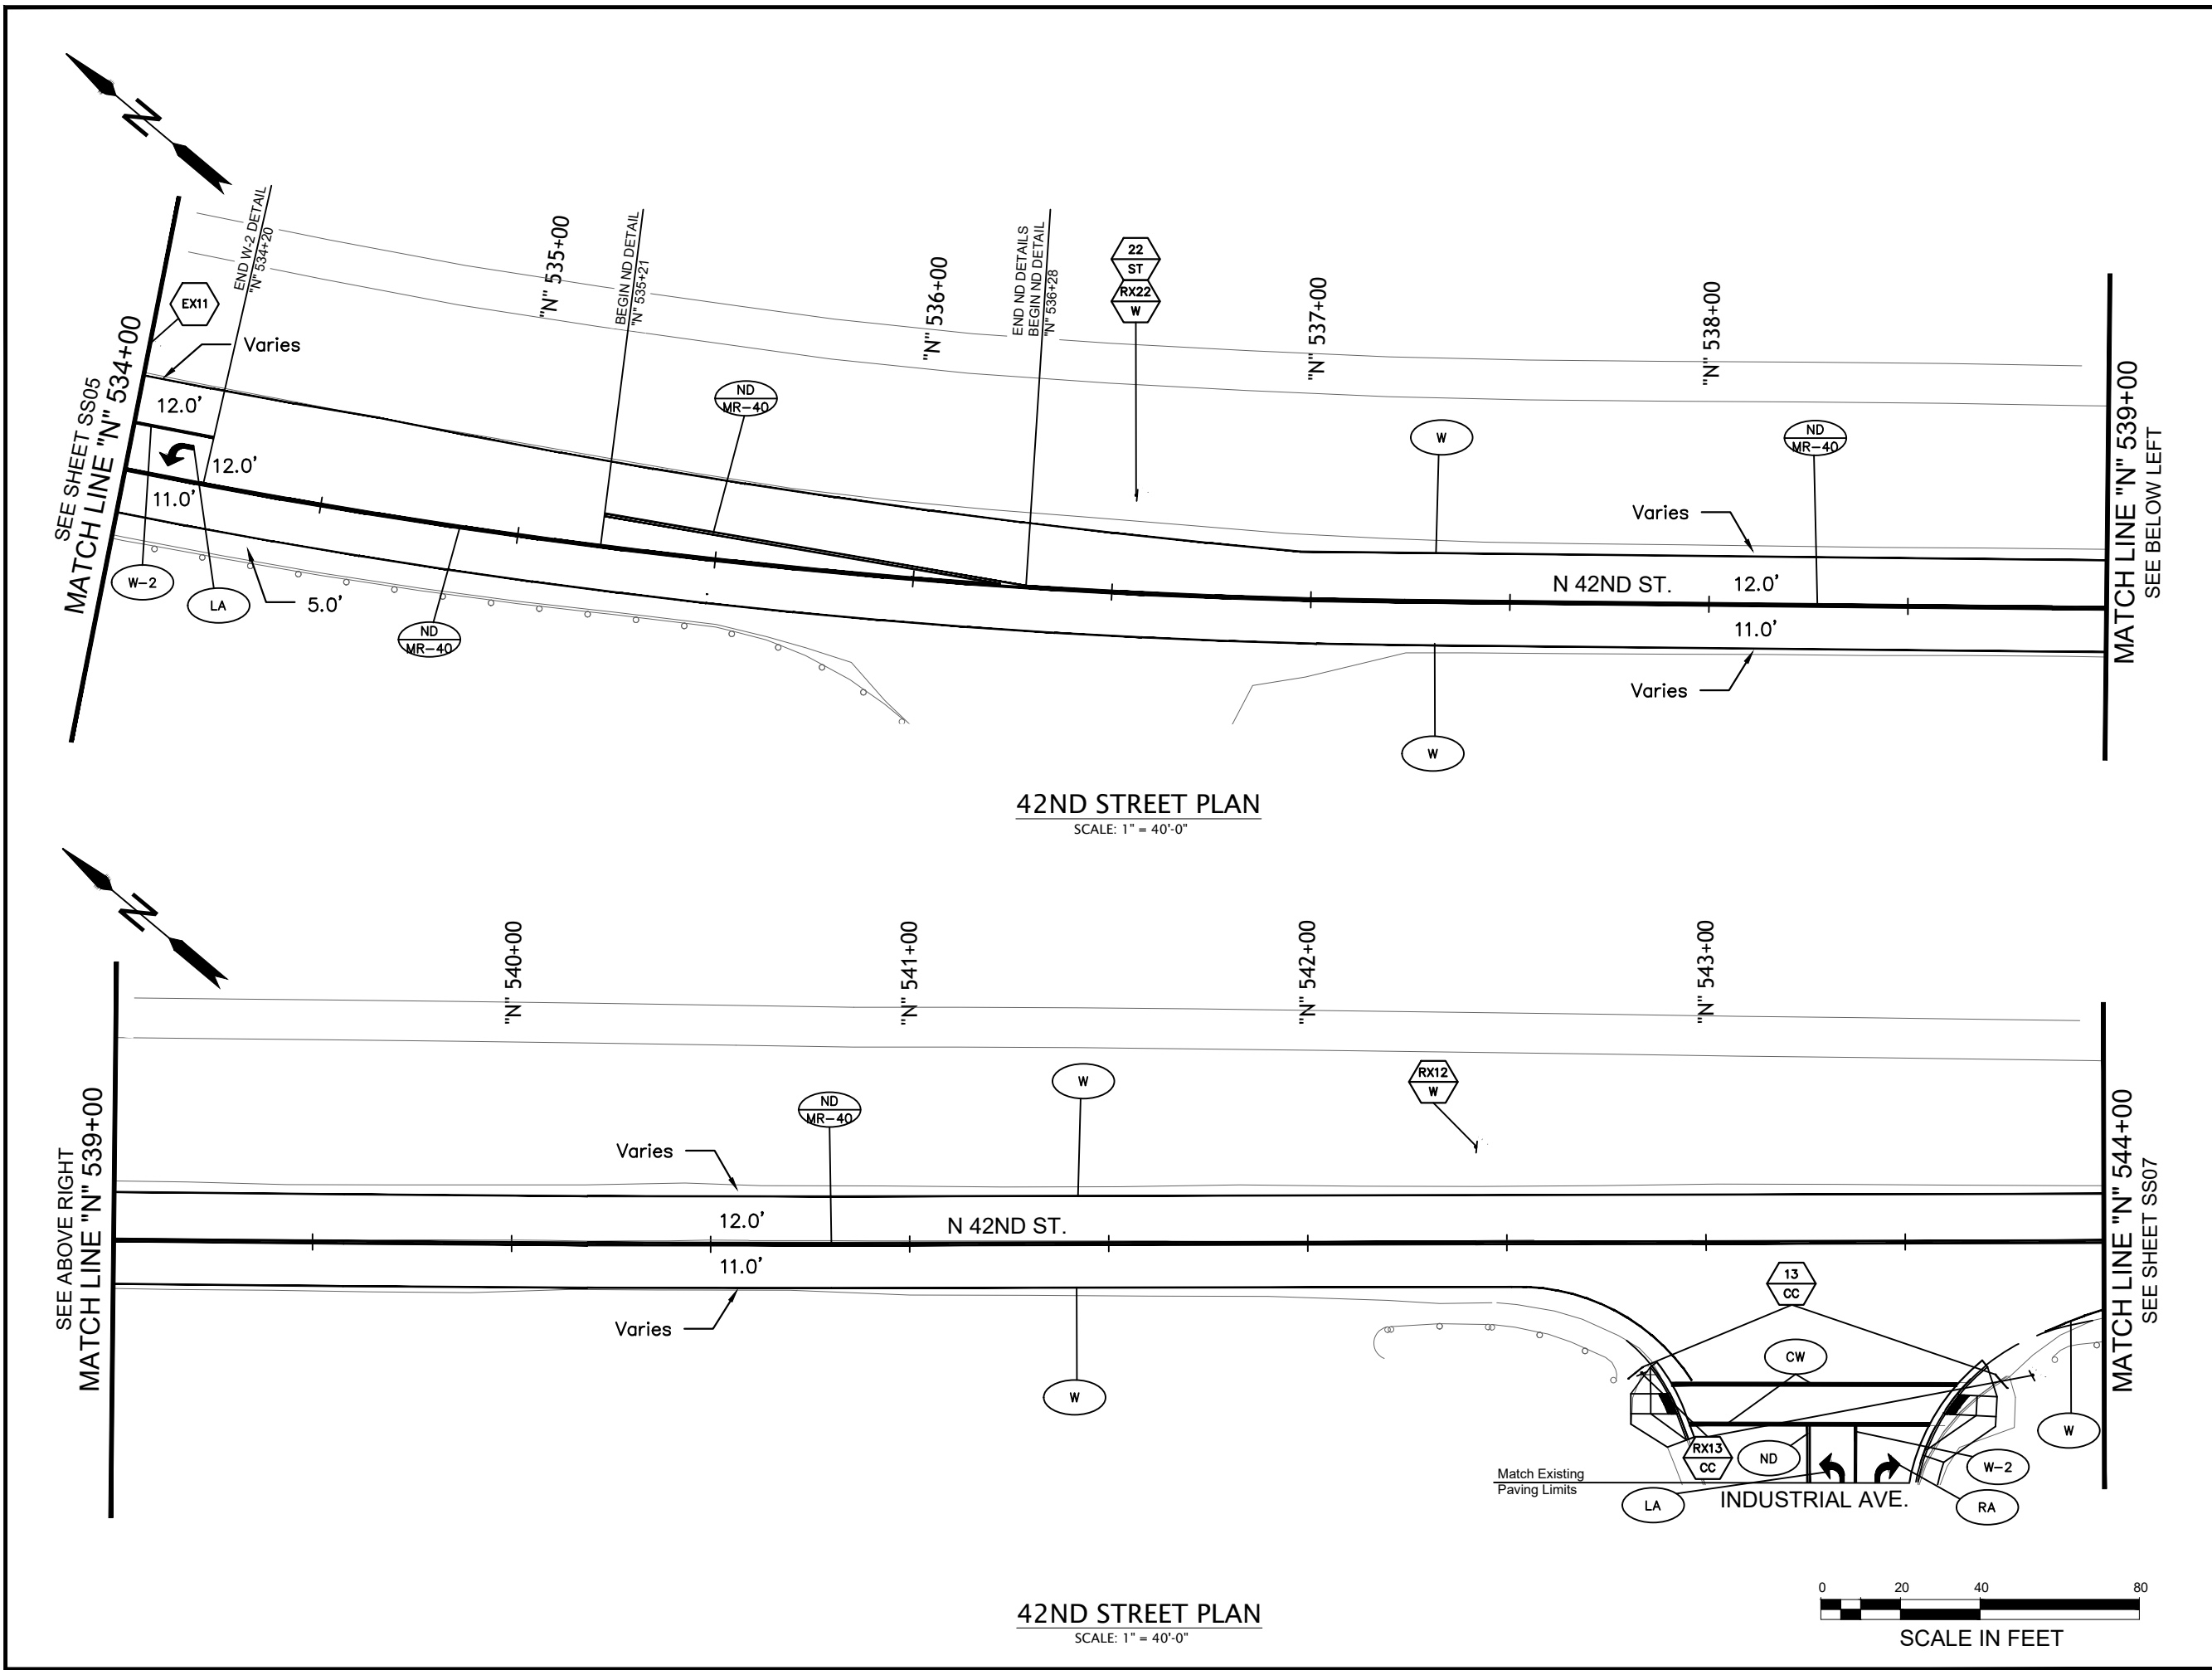 N
SEE SHEET SS05
MATCH LINE "N" 534+00
EX11
END W-2 DETAIL
"N" 534+20
Varies
12.0'
12.0'
11.0'
W-2
LA
5.0'
"N" 535+00
BEGIN ND DETAIL
"N" 535+21
ND
MR-40
ND
MR-40
"N" 536+00
END ND DETAILS
BEGIN ND DETAIL
"N" 536+28
22
ST
RX22
W
"N" 537+00
W
W
"N" 538+00
ND
MR-40
Varies
N 42ND ST.
12.0'
11.0'
Varies
MATCH LINE "N" 539+00
SEE BELOW LEFT
42ND STREET PLAN
SCALE: 1" = 40'-0"
N
SEE ABOVE RIGHT
MATCH LINE "N" 539+00
"N" 540+00
"N" 541+00
"N" 542+00
"N" 543+00
Varies
ND
MR-40
W
RX12
W
12.0'
N 42ND ST.
11.0'
Varies
W
13
CC
CW
RX13
CC
ND
W-2
W
Match Existing
Paving Limits
LA
INDUSTRIAL AVE.
RA
MATCH LINE "N" 544+00
SEE SHEET SS07
42ND STREET PLAN
SCALE: 1" = 40'-0"
0 20 40 80
SCALE IN FEET